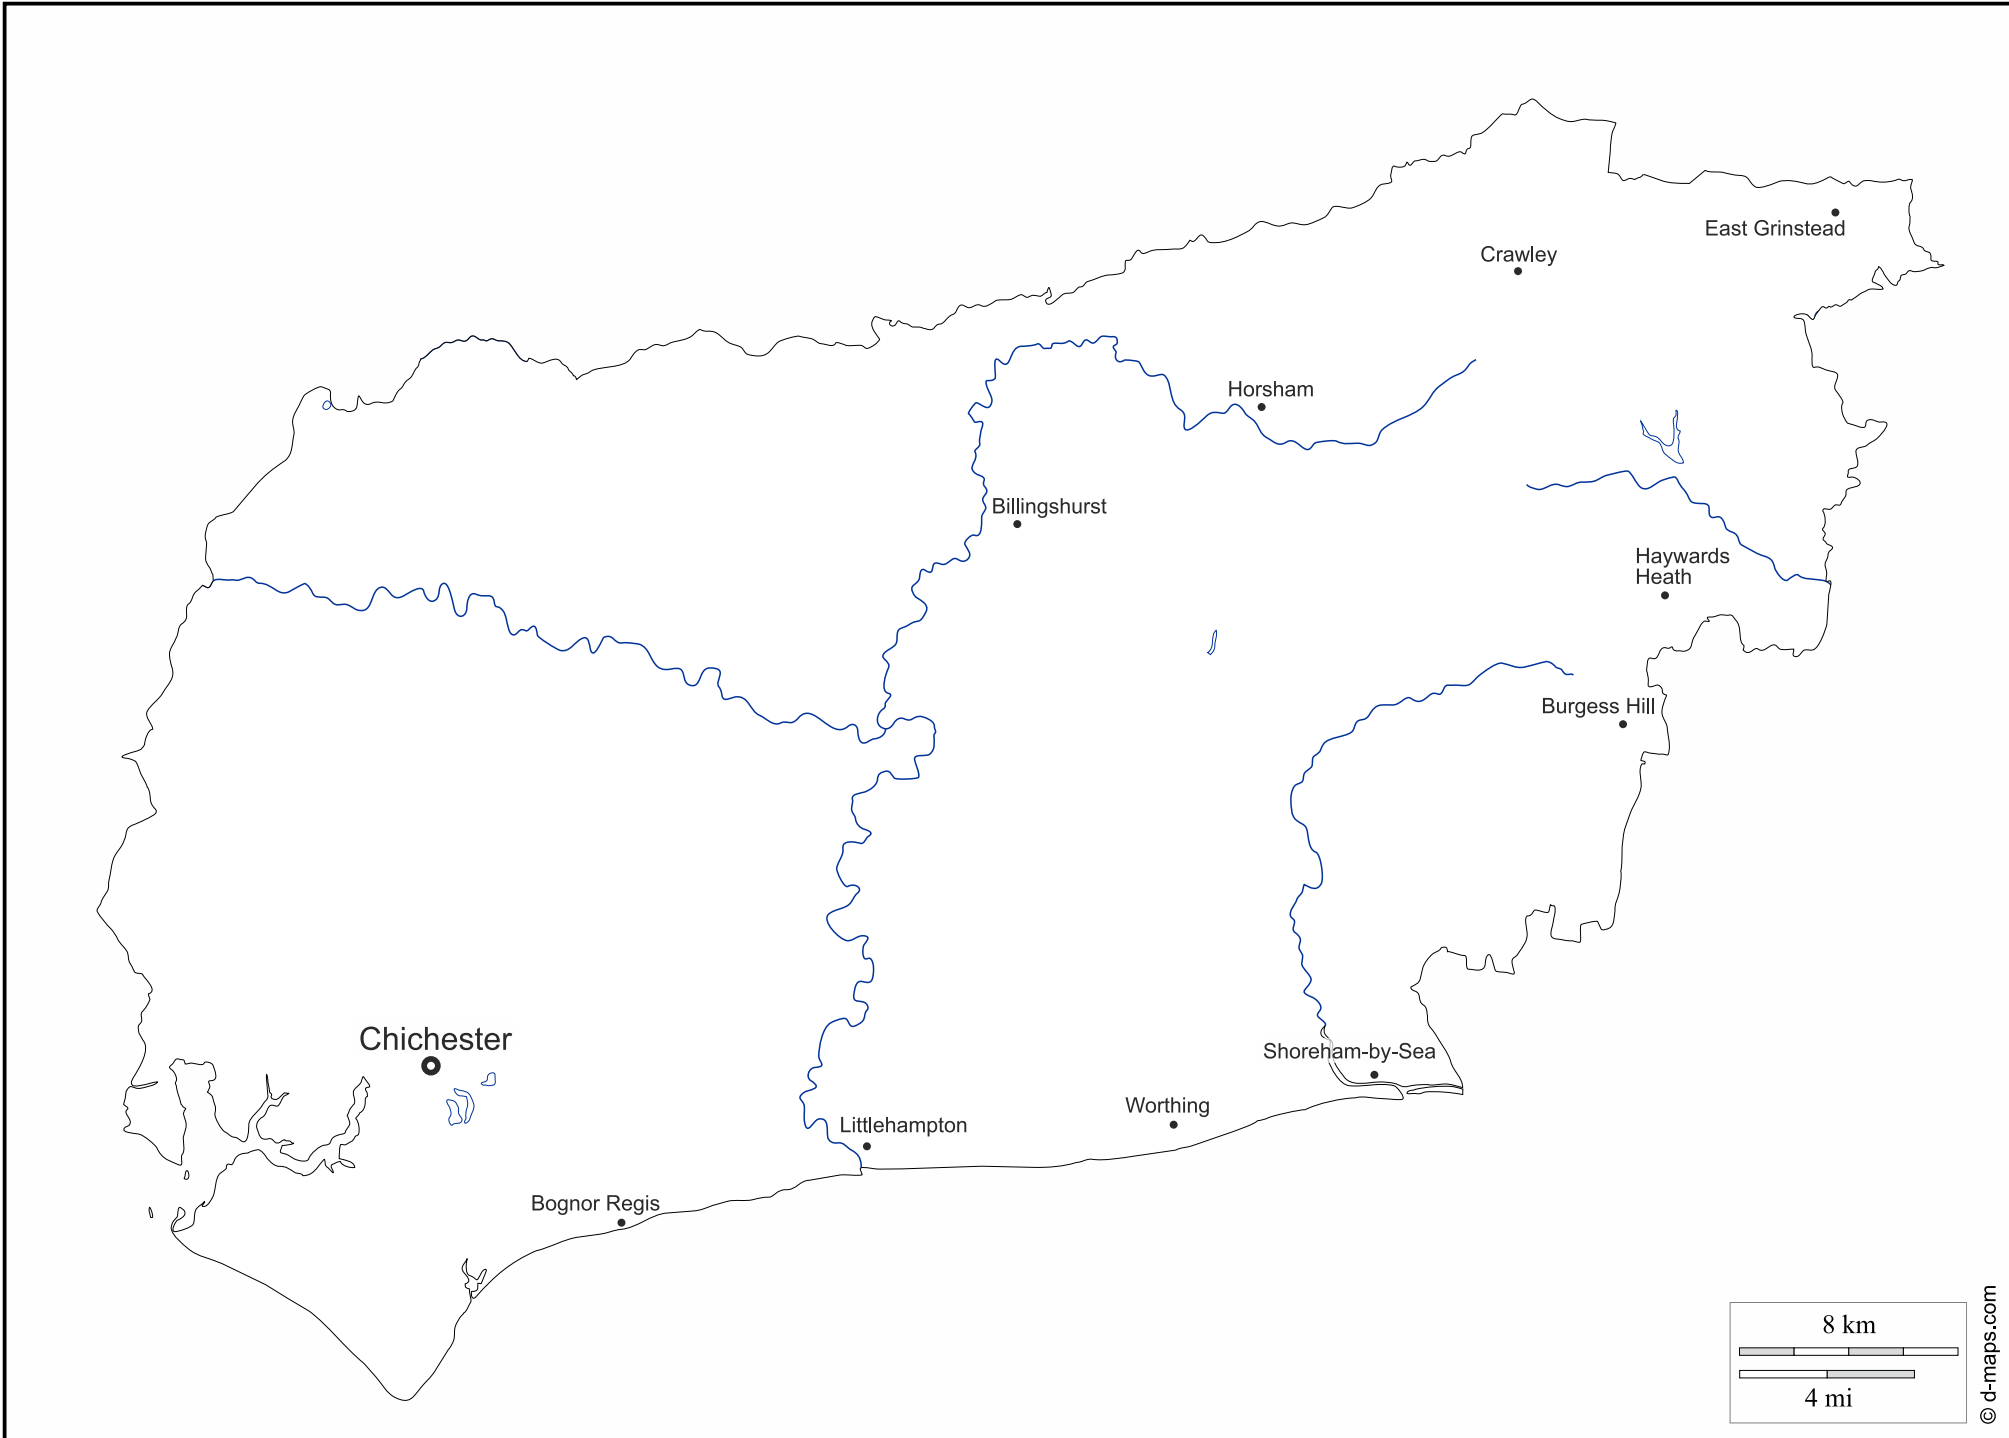 East Grinstead
Crawley
Horsham
Billingshurst
Haywards
Heath
Burgess Hill
Chichester
Shoreham-by-Sea
Worthing
Littlehampton
Bognor Regis
8 km
4 mi
© d-maps.com